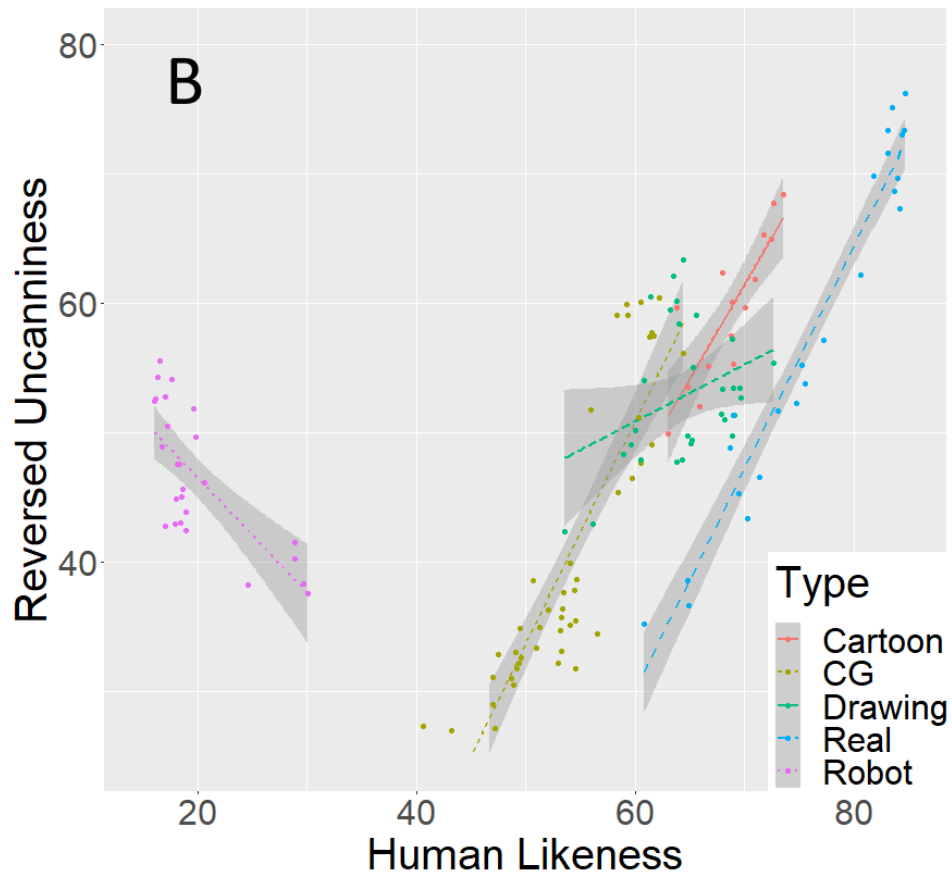 B
80
60
40
Reversed Uncanniness
20
40
60
80
Human Likeness
Type
Cartoon
CG
Drawing
Real
Robot